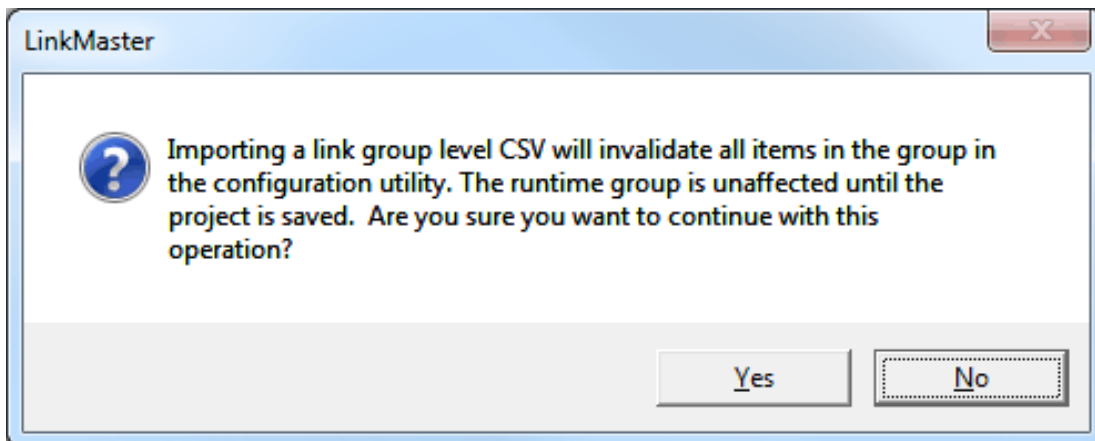 LinkMaster
Importing a link group level CSV will invalidate all items in the group in
the configuration utility. The runtime group is unaffected until the
project is saved.  Are you sure you want to continue with this
operation?
Yes
No